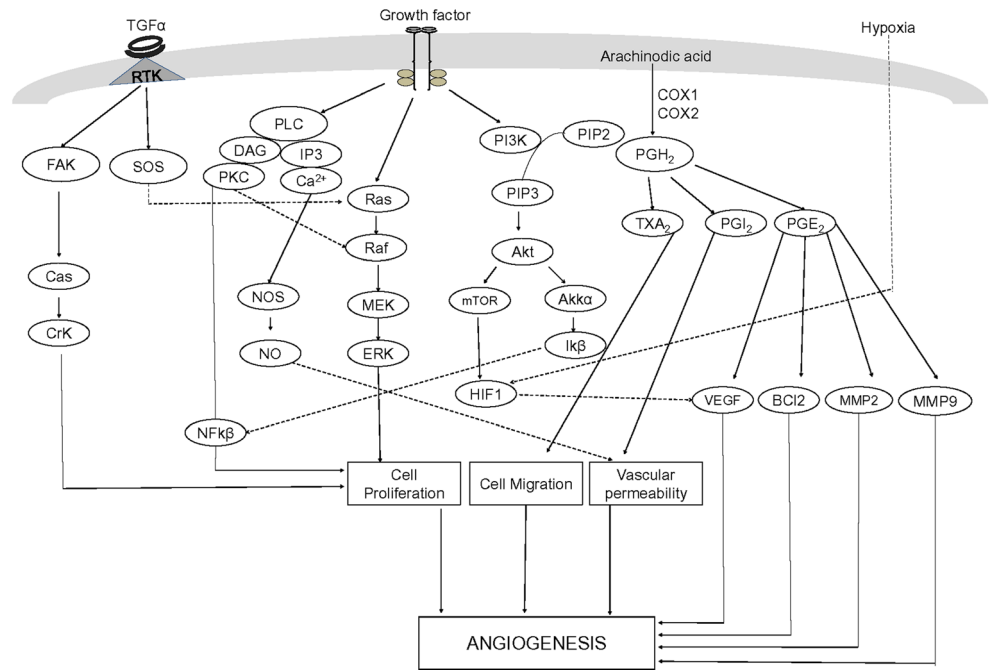 TGFα
Growth factor
Hypoxia
RTK
Arachinodic acid
COX1
COX2
PLC
PI3K
PIP2
DAG
IP3
PGH2
FAK
SOS
PKC
Ca2+
Ras
PIP3
TXA2
PGI2
PGE2
Raf
Akt
Cas
NOS
MEK
mTOR
Akkα
CrK
NO
ERK
Ikβ
HIF1
VEGF
BCl2
MMP2
MMP9
NFkβ
Cell
Proliferation
Cell Migration
Vascular
permeability
ANGIOGENESIS